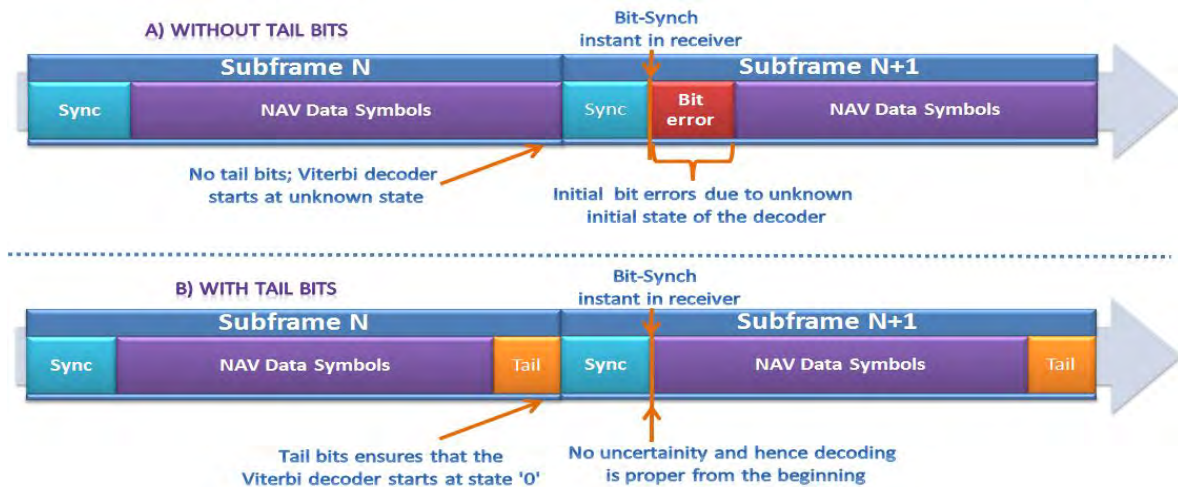 A) WITHOUT TAIL BITS
Bit-Synch
instant in receiver
Subframe N
Subframe N+1
Sync
NAV Data Symbols
Sync
Bit
error
NAV Data Symbols
No tail bits; Viterbi decoder
starts at unknown state
Initial bit errors due to unknown
initial state of the decoder
B) WITH TAIL BITS
Bit-Synch
instant in receiver
Subframe N
Subframe N+1
Sync
NAV Data Symbols
Tail
Sync
NAV Data Symbols
Tail
Tail bits ensures that the
Viterbi decoder starts at state '0'
No uncertainity and hence decoding
is proper from the beginning